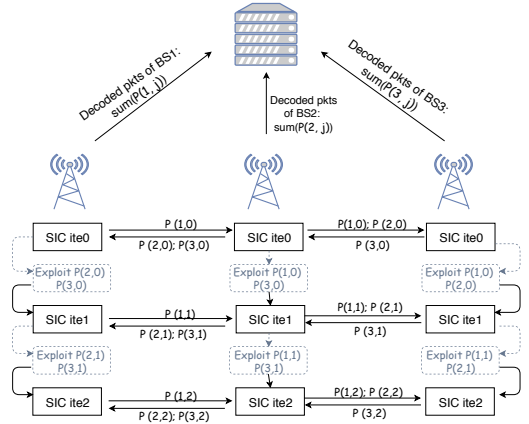 Decoded pkts of BS1:
sum(P(1, j))
Decoded pkts
of BS2:
sum(P(2, j))
Decoded pkts of BS3:
sum(P(3, j))
SIC ite0
P (1,0)
P (2,0); P(3,0)
SIC ite0
P(1,0); P (2,0)
P (3,0)
SIC ite0
Exploit P(2,0)
P(3,0)
Exploit P(1,0)
P(3,0)
Exploit P(1,0)
P(2,0)
SIC ite1
P (1,1)
P (2,1); P(3,1)
SIC ite1
P(1,1); P (2,1)
P (3,1)
SIC ite1
Exploit P(2,1)
P(3,1)
Exploit P(1,1)
P(3,1)
Exploit P(1,1)
P(2,1)
SIC ite2
P (1,2)
P (2,2); P(3,2)
SIC ite2
P(1,2); P (2,2)
P (3,2)
SIC ite2